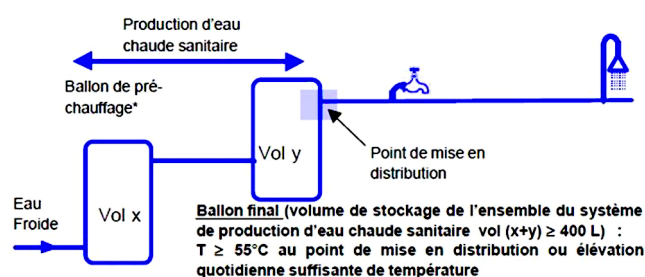 Production d'eau
chaude sanitaire
Ballon de pré-
chauffage*
Vol y
Point de mise en
distribution
Eau
Froide
Vol x
Ballon final (volume de stockage de l'ensemble du système
de production d'eau chaude sanitaire vol (x+y) ≥ 400 L) :
T ≥ 55°C au point de mise en distribution ou élévation
quotidienne suffisante de température